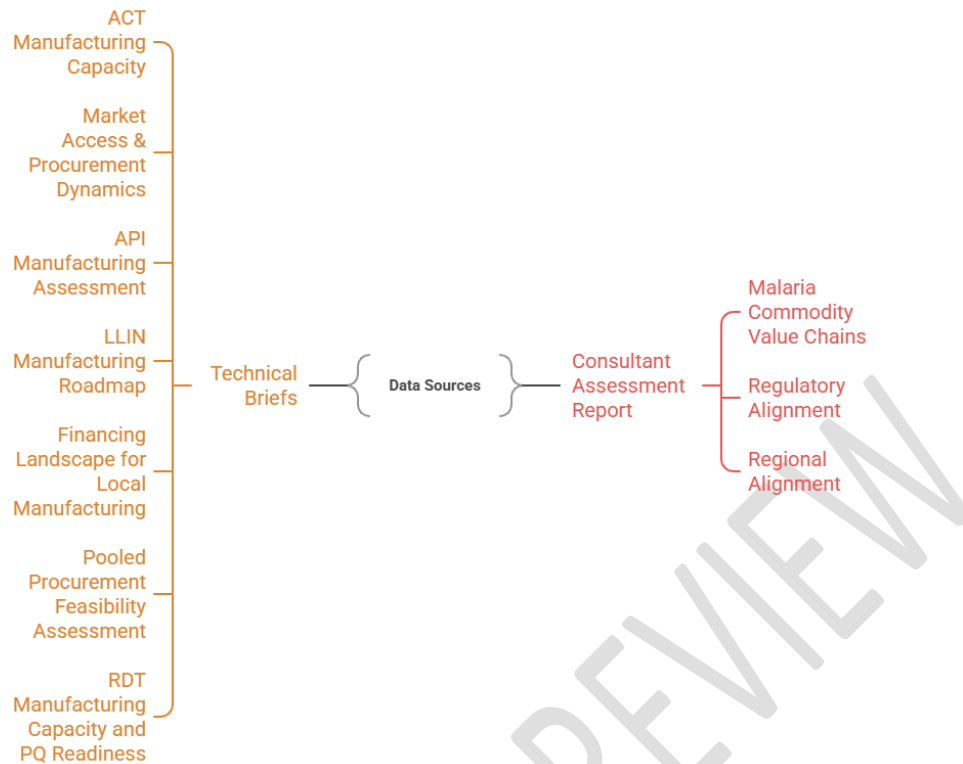 ACT
Manufacturing
Capacity
Market
Access &
Procurement
Dynamics
API
Manufacturing
Assessment
LLIN
Manufacturing
Roadmap
Financing
Landscape for
Local
Manufacturing
Pooled
Procurement
Feasibility
Assessment
RDT
Manufacturing
Capacity and
PQ Readiness
Technical
Briefs
Data Sources
Consultant
Assessment
Report
Malaria
Commodity
Value Chains
Regulatory
Alignment
Regional
Alignment
REVIEW